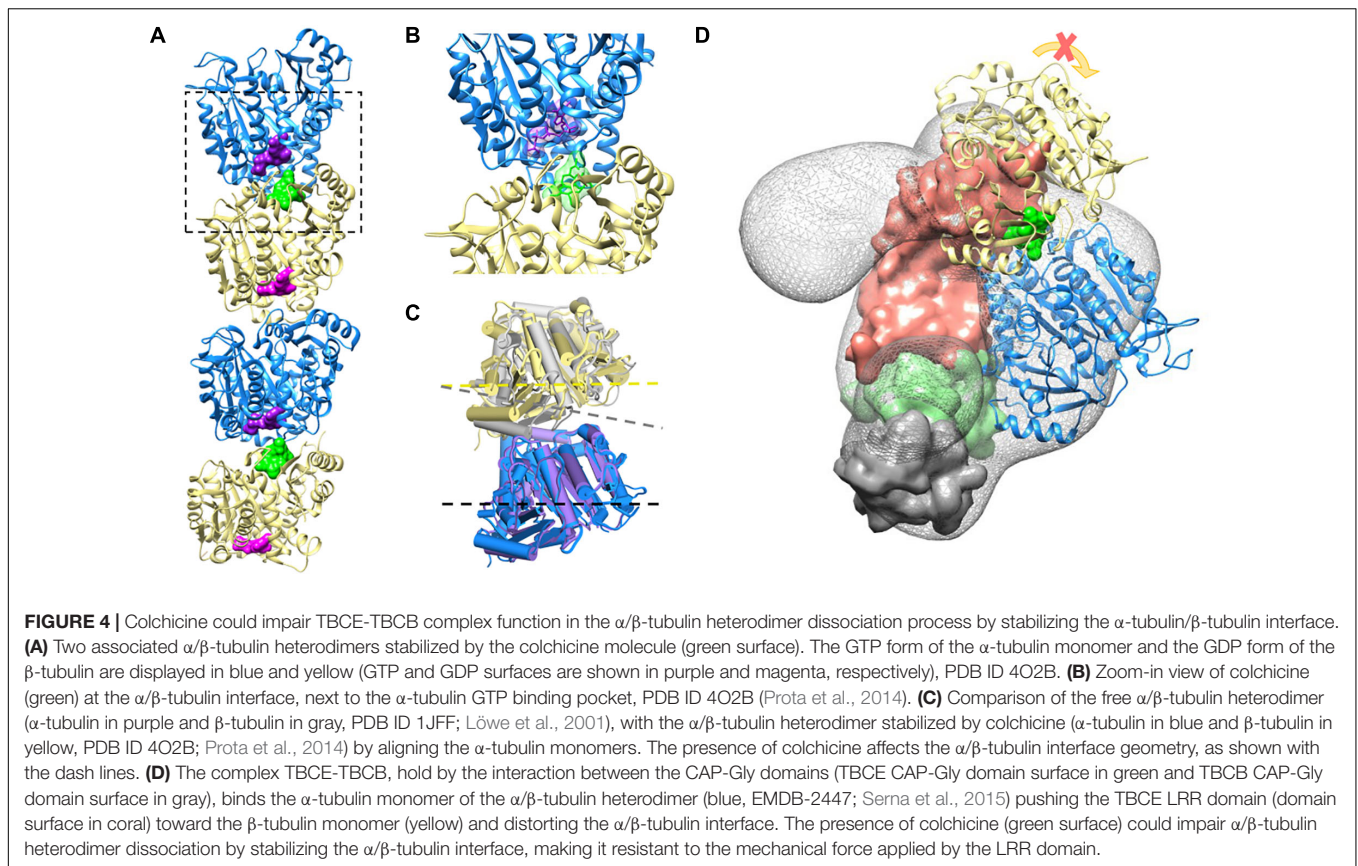 A
B
D
C
FIGURE 4 | Colchicine could impair TBCE-TBCB complex function in the α/β-tubulin heterodimer dissociation process by stabilizing the α-tubulin/β-tubulin interface.
(A) Two associated α/β-tubulin heterodimers stabilized by the colchicine molecule (green surface). The GTP form of the α-tubulin monomer and the GDP form of the
β-tubulin are displayed in blue and yellow (GTP and GDP surfaces are shown in purple and magenta, respectively), PDB ID 4O2B. (B) Zoom-in view of colchicine
(green) at the α/β-tubulin interface, next to the α-tubulin GTP binding pocket, PDB ID 4O2B (Prota et al., 2014). (C) Comparison of the free α/β-tubulin heterodimer
(α-tubulin in purple and β-tubulin in gray, PDB ID 1JFF; Löwe et al., 2001), with the α/β-tubulin heterodimer stabilized by colchicine (α-tubulin in blue and β-tubulin in
yellow, PDB ID 4O2B; Prota et al., 2014) by aligning the α-tubulin monomers. The presence of colchicine affects the α/β-tubulin interface geometry, as shown with
the dash lines. (D) The complex TBCE-TBCB, hold by the interaction between the CAP-Gly domains (TBCE CAP-Gly domain surface in green and TBCB CAP-Gly
domain surface in gray), binds the α-tubulin monomer of the α/β-tubulin heterodimer (blue, EMDB-2447; Serna et al., 2015) pushing the TBCE LRR domain (domain
surface in coral) toward the β-tubulin monomer (yellow) and distorting the α/β-tubulin interface. The presence of colchicine (green surface) could impair α/β-tubulin
heterodimer dissociation by stabilizing the α/β-tubulin interface, making it resistant to the mechanical force applied by the LRR domain.